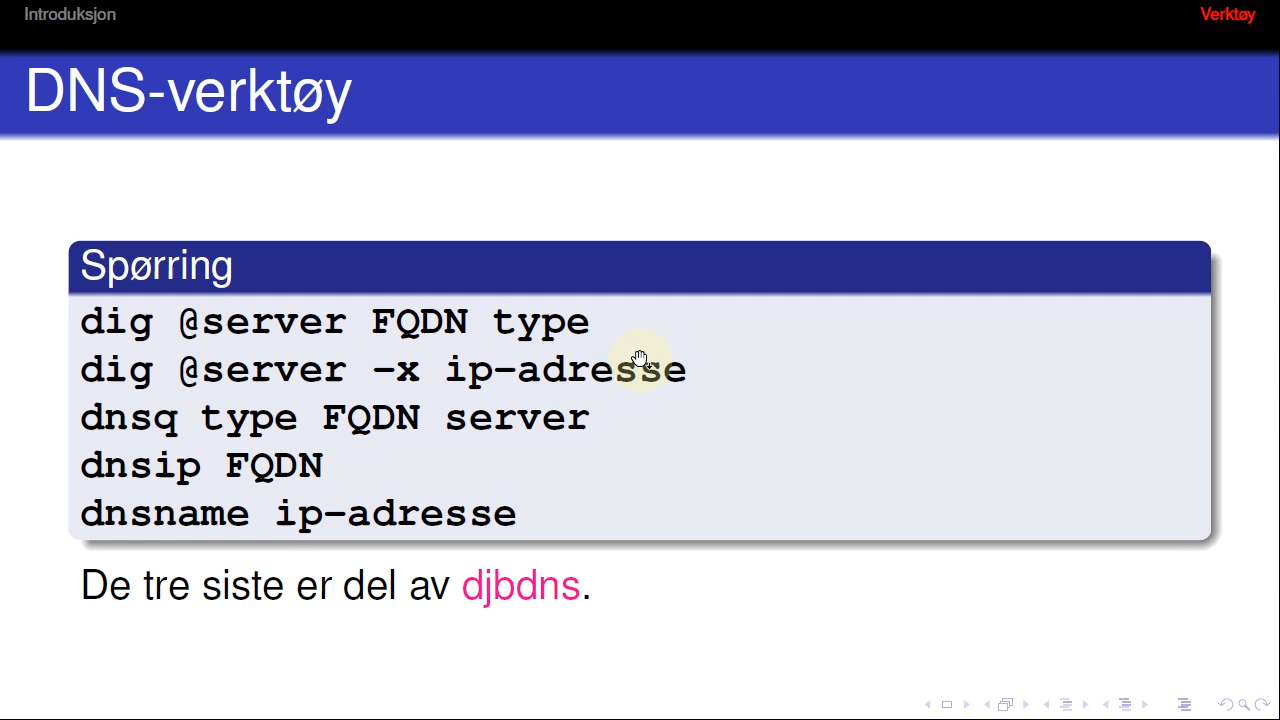 Introduksjon
Verktøy
DNS-verktøy
Spørring
dig @server FQDN type
dig @server -x ip-adresse
dnsq type FQDN server
dnsip FQDN
dnsname ip-adresse
De tre siste er del av djbdns.